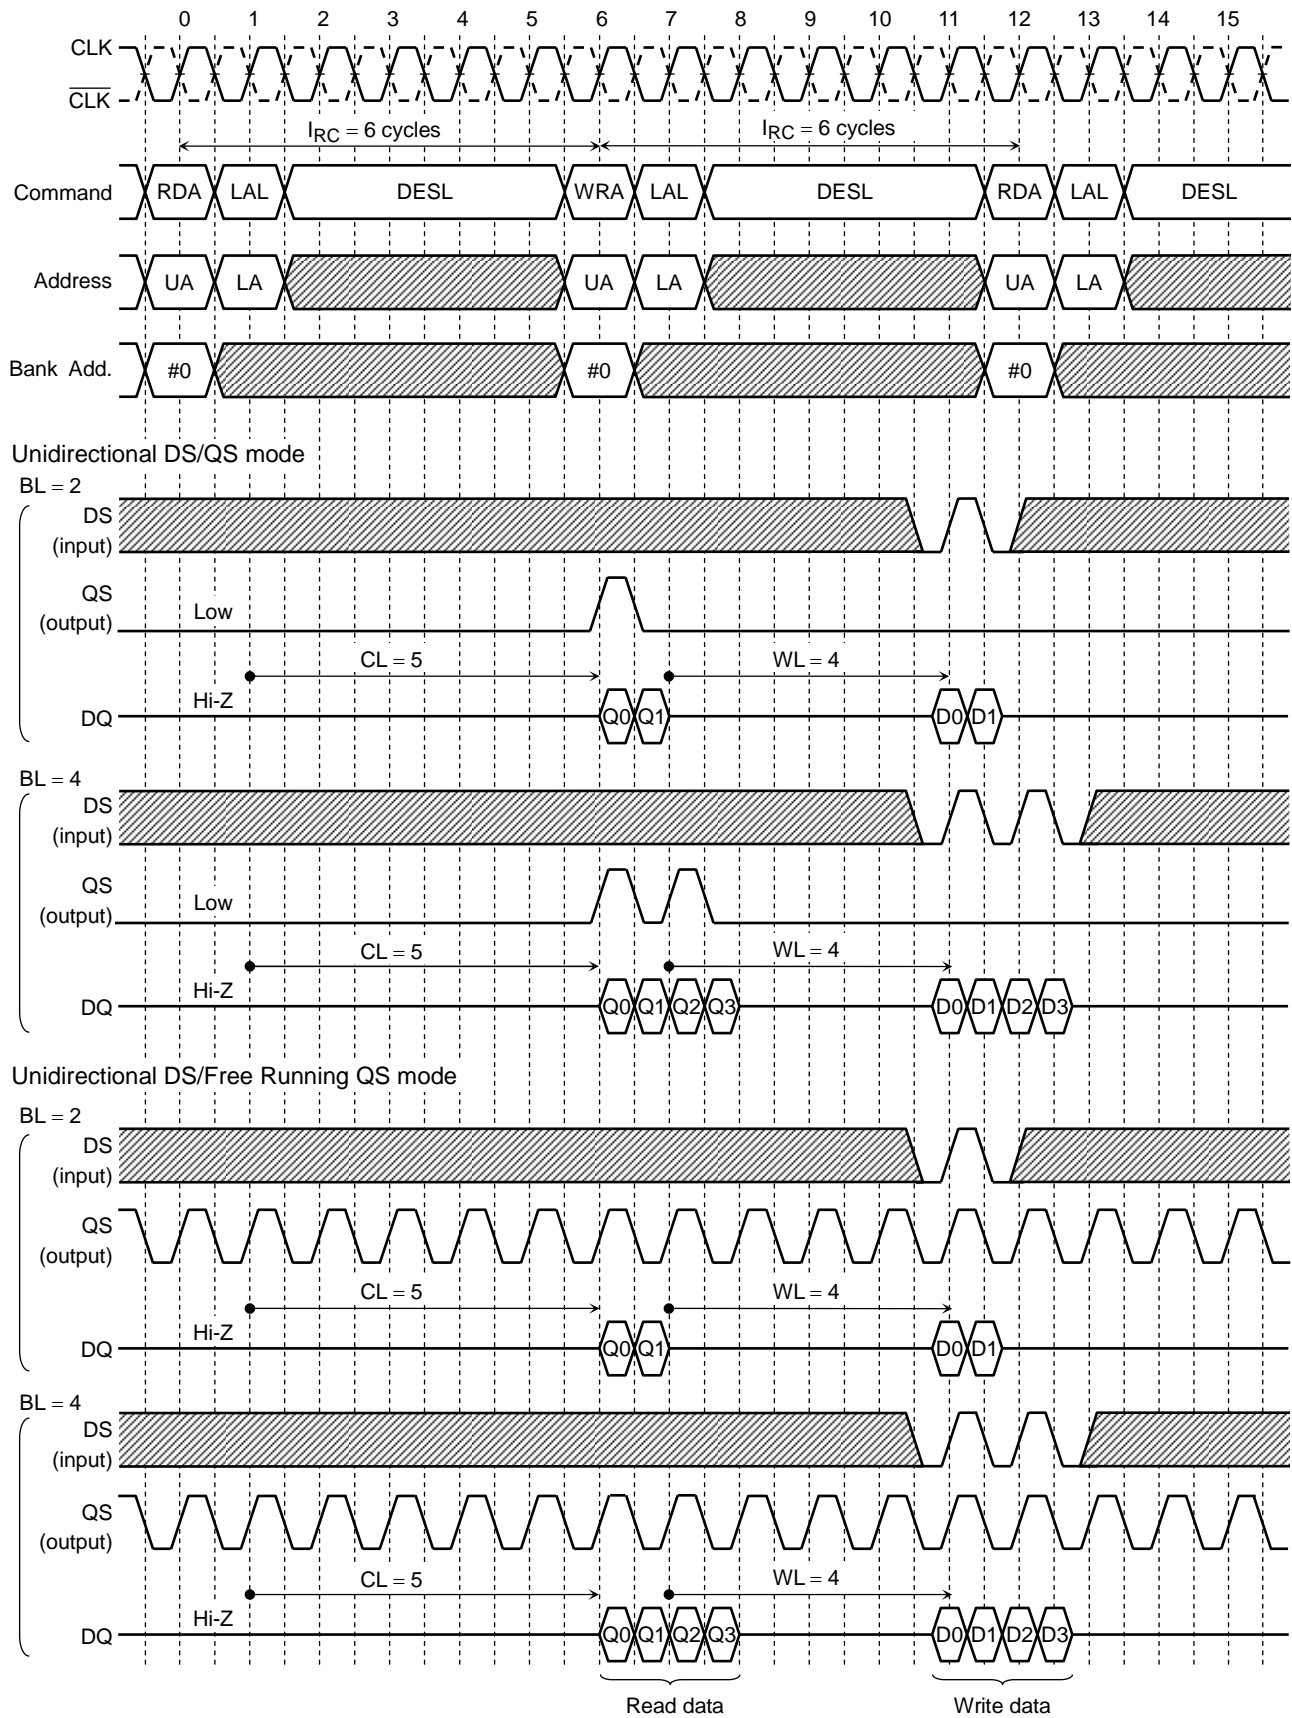 0 1 2 3 4 5 6 7 8 9 10 11 12 13 14 15
CLK
CLK
IRC = 6 cycles IRC = 6 cycles
Command RDA LAL DESL WRA LAL DESL RDA LAL DESL
Address UA LA UA LA UA LA
Bank Add. #0 #0 #0
Unidirectional DS/QS mode
BL = 2
DS
(input)
QS
(output) Low
CL = 5 WL = 4
DQ Hi-Z Q0 Q1 D0 D1
BL = 4
DS
(input)
QS
(output) Low
CL = 5 WL = 4
DQ Hi-Z Q0 Q1 Q2 Q3 D0 D1 D2 D3
Unidirectional DS/Free Running QS mode
BL = 2
DS
(input)
QS
(output)
CL = 5 WL = 4
DQ Hi-Z Q0 Q1 D0 D1
BL = 4
DS
(input)
QS
(output)
CL = 5 WL = 4
DQ Hi-Z Q0 Q1 Q2 Q3 D0 D1 D2 D3
Read data Write data